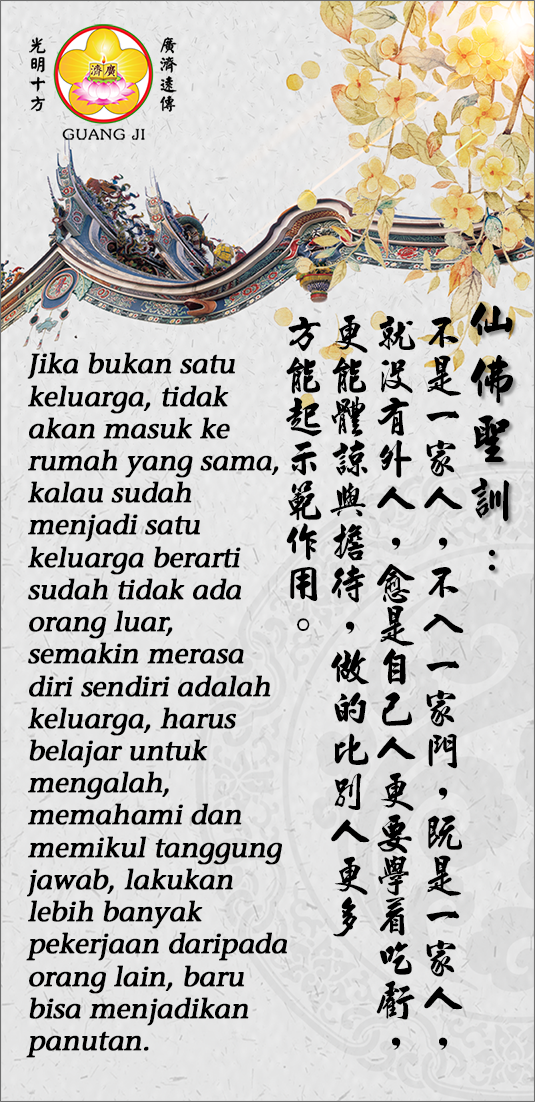 光明十方
廣濟
廣濟遠傳
GUANG JI
仙佛聖訓：
不是一家人，不入一家門，既是一家人，
就没有外人，愈是自己人更要學着吃虧，
更能體諒與擔待，做的比別人更多
方能起示範作用。
Jika bukan satu
keluarga, tidak
akan masuk ke
rumah yang sama,
kalau sudah
menjadi satu
keluarga berarti
sudah tidak ada
orang luar,
semakin merasa
diri sendiri adalah
keluarga, harus
belajar untuk
mengalah,
memahami dan
memikul tanggung
jawab, lakukan
lebih banyak
pekerjaan daripada
orang lain, baru
bisa menjadikan
panutan.